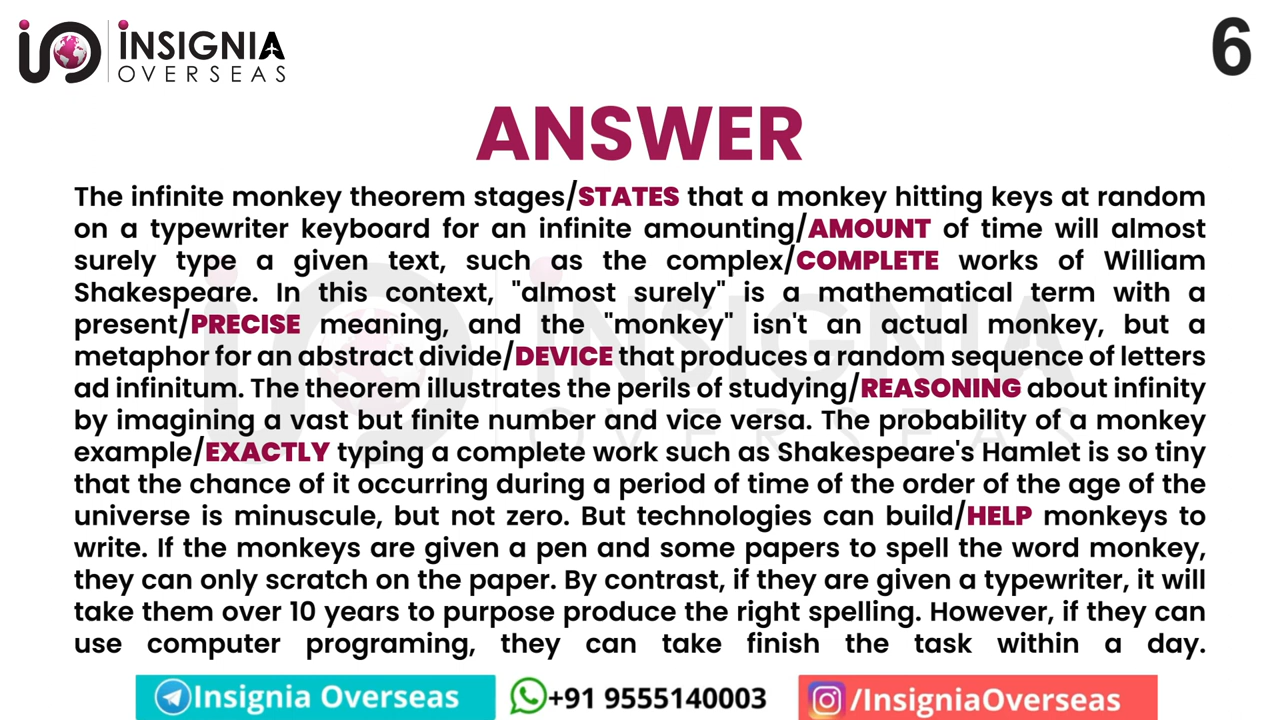 iNSIGNIA
OVERSEAS
6
ANSWER
The infinite monkey theorem stages/STATES that a monkey hitting keys at random
on a typewriter keyboard for an infinite amounting/AMOUNT of time will almost
surely type a given text, such as the complex/COMPLETE works of William
Shakespeare. In this context, "almost surely" is a mathematical term with a
present/PRECISE meaning, and the "monkey" isn't an actual monkey, but a
metaphor for an abstract divide/DEVICE that produces a random sequence of letters
ad infinitum. The theorem illustrates the perils of studying/REASONING about infinity
by imagining a vast but finite number and vice versa. The probability of a monkey
example/EXACTLY typing a complete work such as Shakespeare's Hamlet is so tiny
that the chance of it occurring during a period of time of the order of the age of the
universe is minuscule, but not zero. But technologies can build/HELP monkeys to
write. If the monkeys are given a pen and some papers to spell the word monkey,
they can only scratch on the paper. By contrast, if they are given a typewriter, it will
take them over 10 years to purpose produce the right spelling. However, if they can
use computer programing, they can take finish the task within a day.
Insignia Overseas
+91 9555140003
/InsigniaOverseas